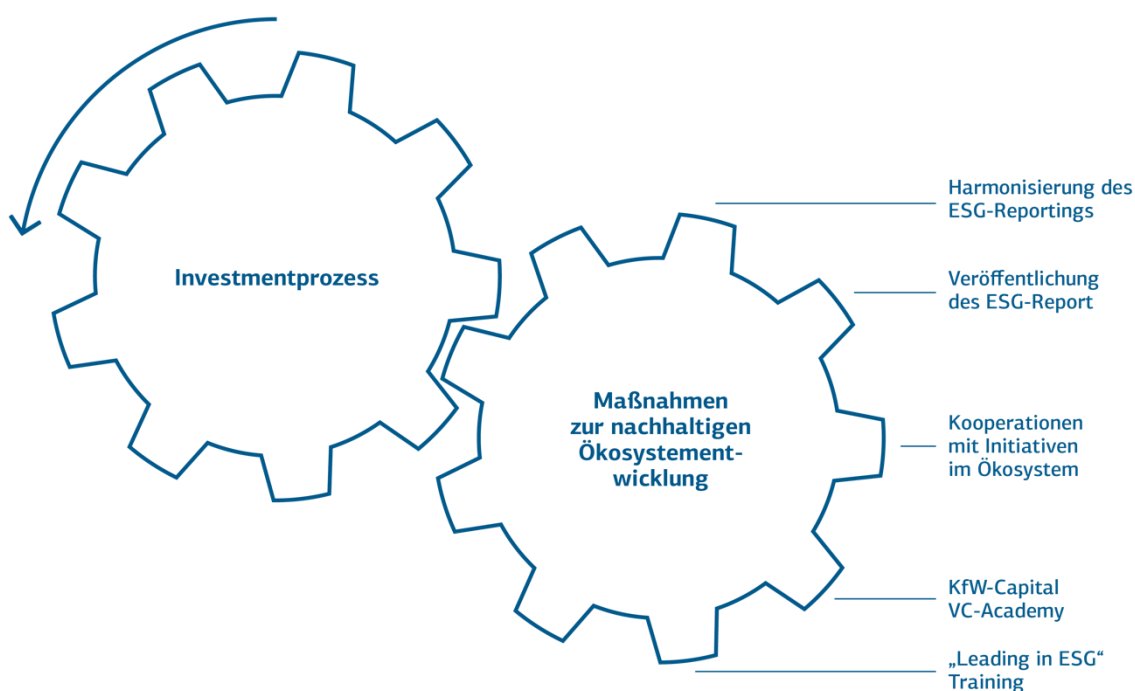 Investmentprozess
Maßnahmen
zur nachhaltigen
Ökosystement-
wicklung
Harmonisierung des
ESG-Reportings
Veröffentlichung
des ESG-Report
Kooperationen
mit Initiativen
im Ökosystem
KfW-Capital
VC-Academy
„Leading in ESG“
Training